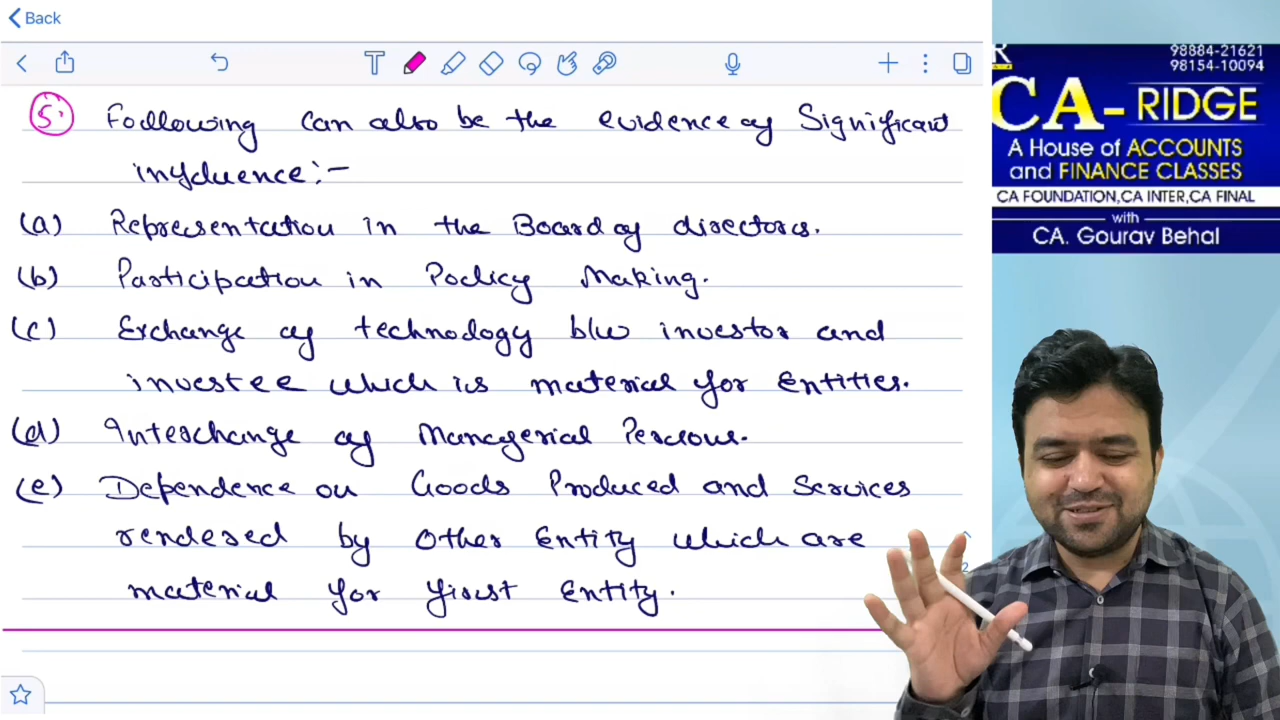 Back
5. Following can also be the evidence of Significant
influence:-
(a) Representation in the Board of directors.
(b) Participation in Policy Making.
(c) Exchange of technology b/w investor and
investee which is material for Entities.
(d) Interchange of Managerial Persons.
(e) Dependence on Goods Produced and Services
rendered by Other Entity which are
material for first Entity.
2
R
98884-21621
98154-10094
CA-RIDGE
A House of ACCOUNTS
and FINANCE CLASSES
CA FOUNDATION,CA INTER,CA FINAL
with
CA. Gourav Behal